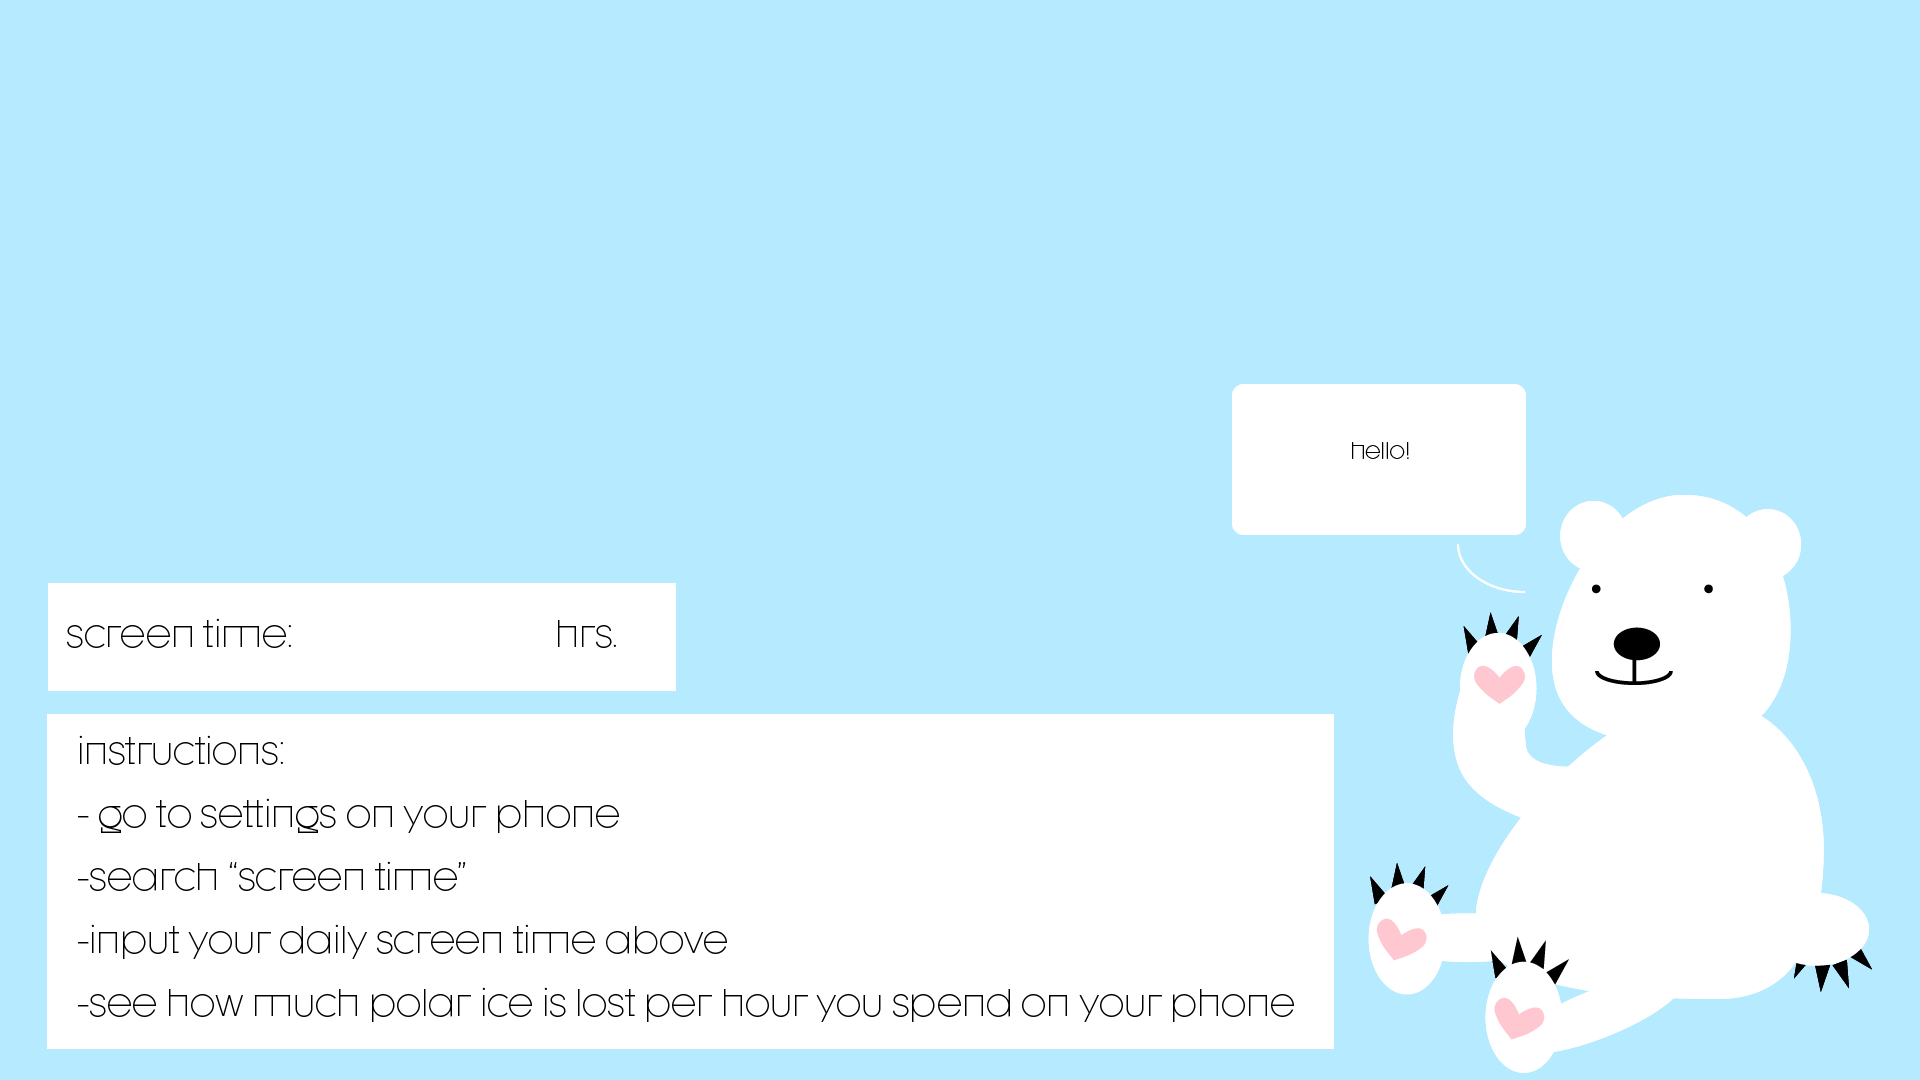 hello!
screen time: hrs.
instructions:
- go to settings on your phone
-search “screen time”
-input your daily screen time above
-see how much polar ice is lost per hour you spend on your phone